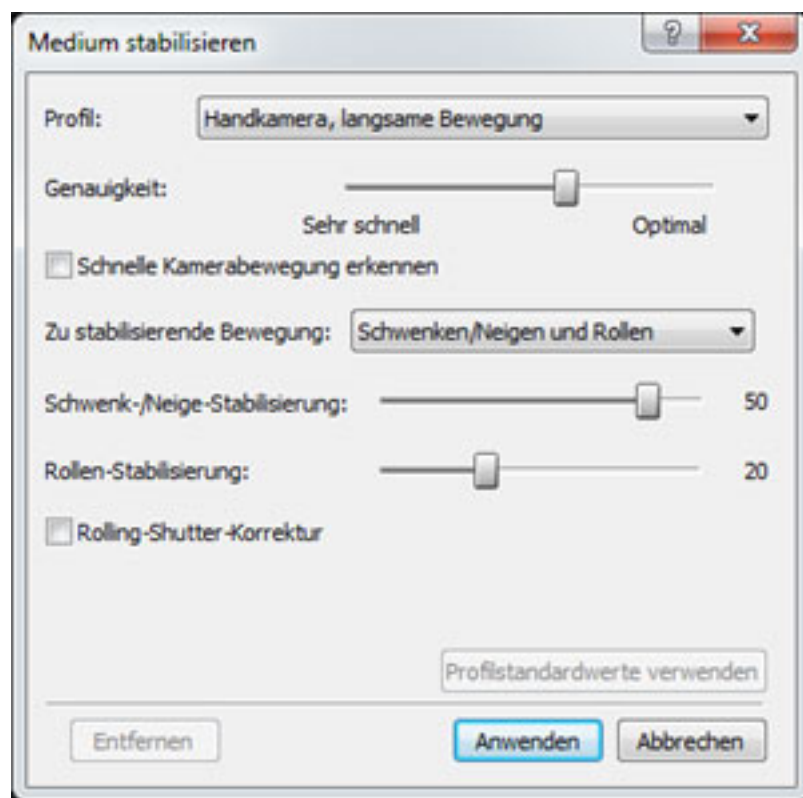 Medium stabilisieren
?
Profil: Handkamera, langsame Bewegung
Genauigkeit:
Sehr schnell Optimal
Schnelle Kamerabewegung erkennen
Zu stabilisierende Bewegung: Schwenken/Neigen und Rollen
Schwenk-/Neige-Stabilisierung: 50
Rollen-Stabilisierung: 20
Rolling-Shutter-Korrektur
Profilstandardwerte verwenden
Entfernen Anwenden Abbrechen